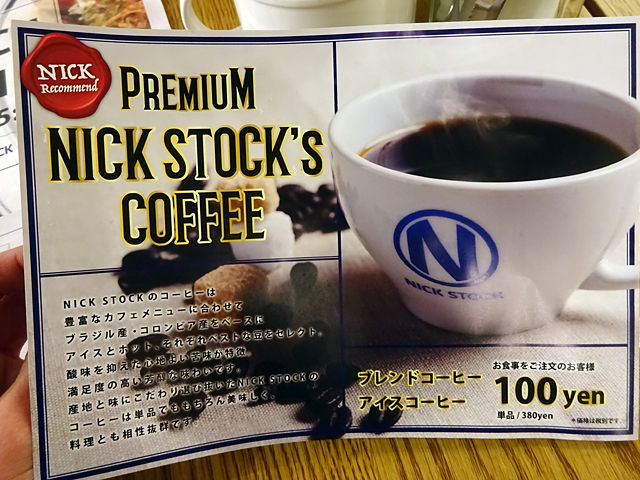 NICK
Recommend
PREMIUM
NICK STOCK'S
COFFEE
NICK STOCKのコーヒーは
豊富なカフェメニューに合わせて
ブラジル産・コロンビア産をベースに
アイスとホット、それぞれベストな豆をセレクト。
酸味を抑えた心地よい苦味が特徴。
満足度の高い芳醇な味わいです。
産地と味にこだわり選び抜いたNICK STOCKの
コーヒーは単品でももちろん美味しく、
料理とも相性抜群です。
N
NICK STOCK
ブレンドコーヒー
アイスコーヒー
お食事をご注文のお客様
100 yen
単品 / 380yen
＊価格は税別です。